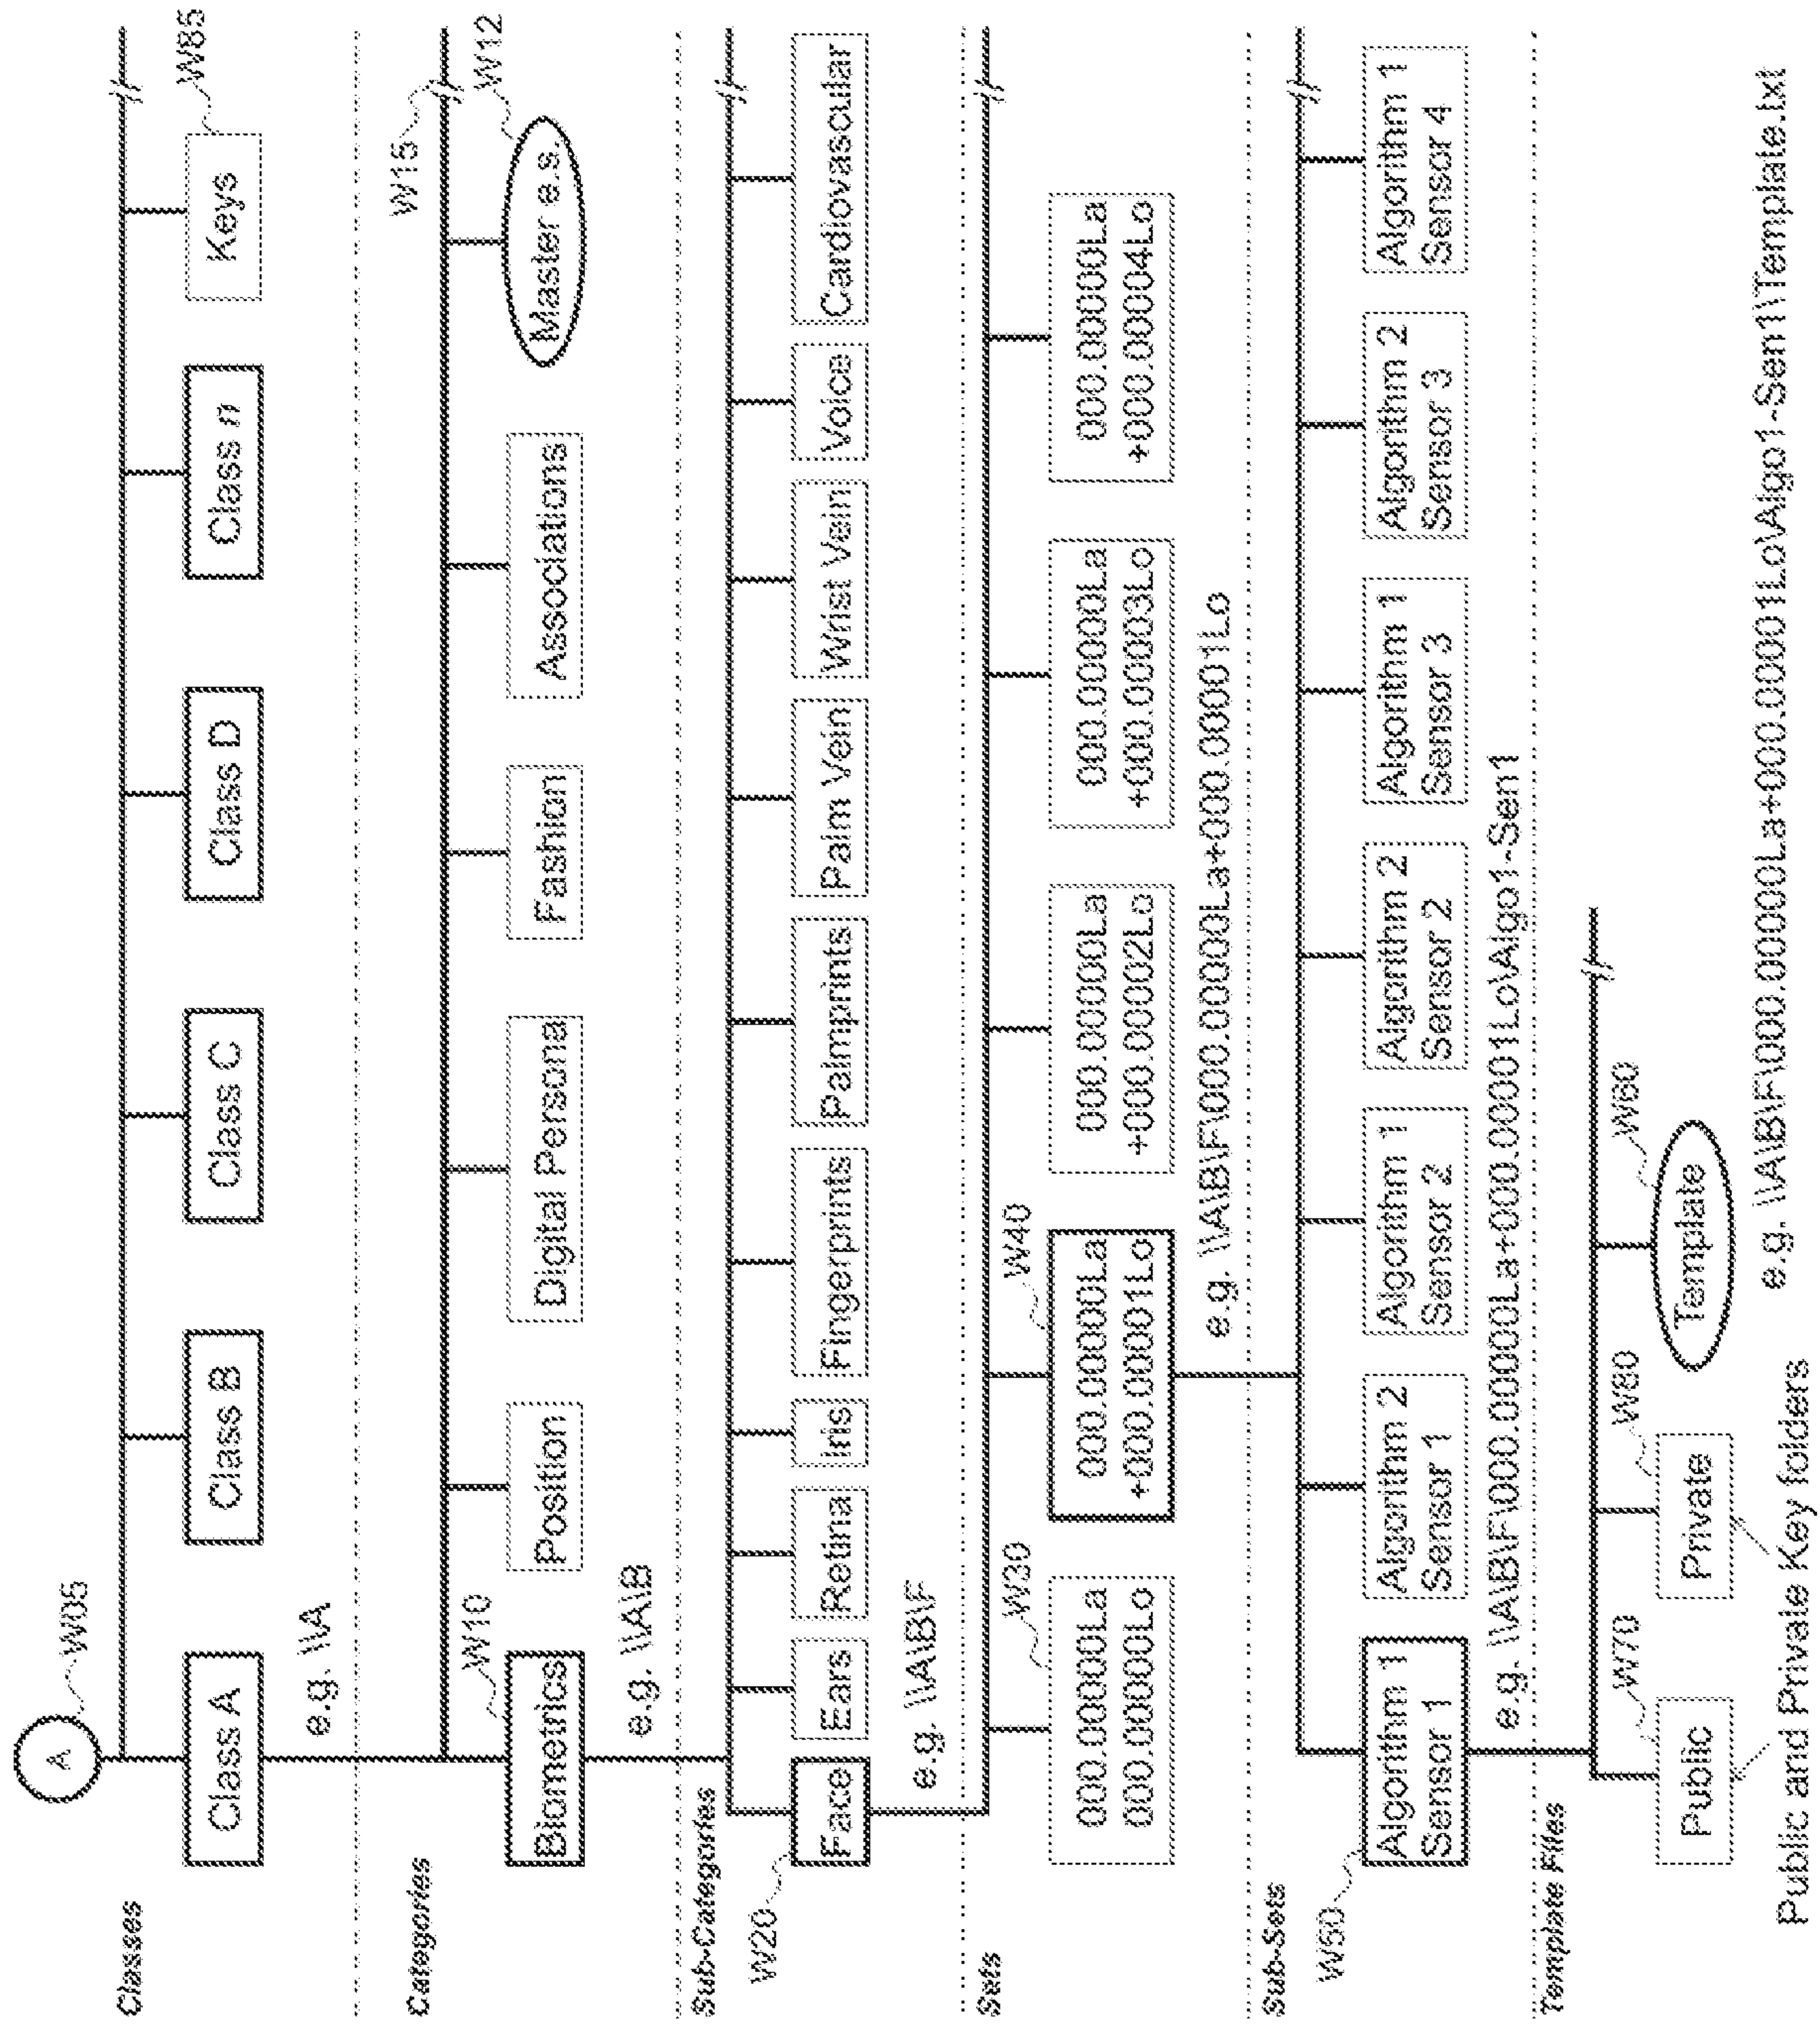 A
W05
Classes
Class A
Class B
Class C
Class D
Class n
Keys
W85
e.g. \\A
Categories
W10
W15
W12
Biometrics
Position
Digital Persona
Fashion
Associations
Master e.s.
e.g. \\A\B
Sub-Categories
W20
Face
Ears
Retina
Iris
Fingerprints
Palmprints
Palm Vein
Wrist Vein
Voice
Cardiovascular
e.g. \\A\B\F
Sets
W30
W40
000.00000La
000.00000Lo
000.00000La
+000.00001Lo
000.00000La
+000.00002Lo
000.00000La
+000.00003Lo
000.00000La
+000.00004Lo
e.g. \\A\B\F\000.00000La+000.00001Lo
Sub-Sets
W50
Algorithm 1
Sensor 1
Algorithm 2
Sensor 1
Algorithm 1
Sensor 2
Algorithm 2
Sensor 2
Algorithm 1
Sensor 3
Algorithm 2
Sensor 3
Algorithm 1
Sensor 4
e.g. \\A\B\F\000.00000La+000.00001Lo\Algo1-Sen1
Template Files
W70
W80
W60
Public
Private
Template
Public and Private Key folders
e.g. \\A\B\F\000.00000La+000.00001Lo\Algo1-Sen1\Template.txt